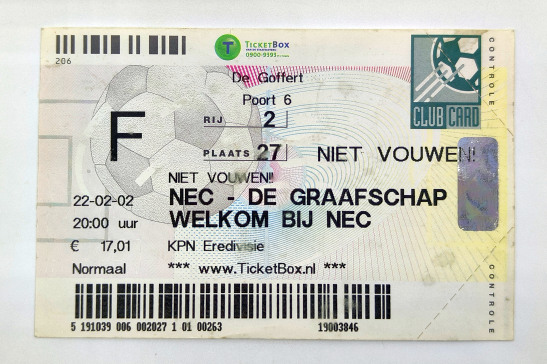 TICKETBOX
0900-9395
206
De Goffert
Poort 6
F
RIJ 2
PLAATS 27
NIET VOUWEN!
CLUB CARD
CONTROLE
NIET VOUWEN!!
22-02-02
NEC - DE GRAAFSCHAP
20:00 uur
WELKOM BIJ NEC
€ 17,01
KPN Eredivisie
Normaal
*** www.TicketBox.nl ***
CONTROLE
5 191039 006 002027 1 01 00263
19003846